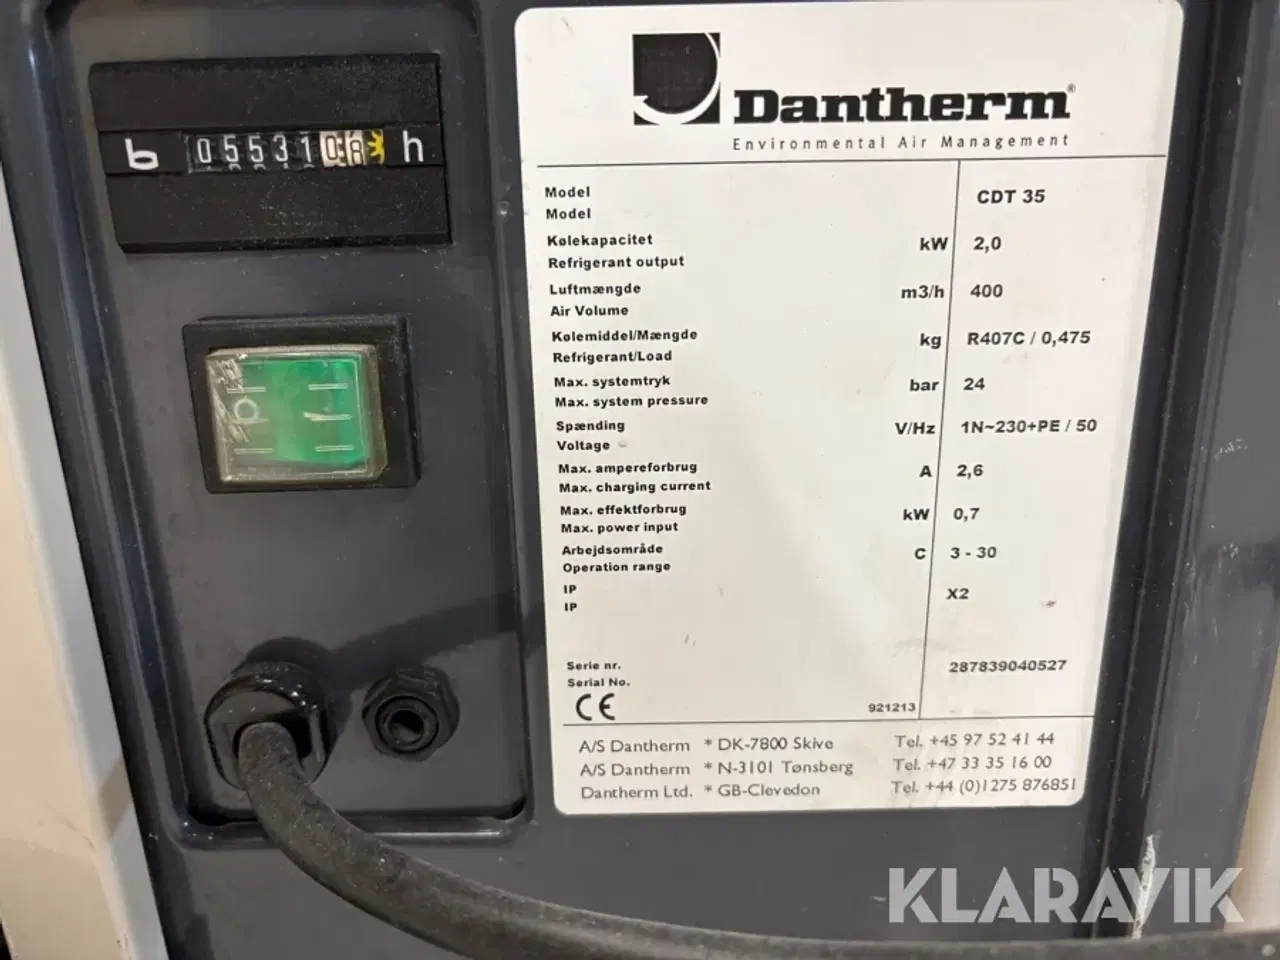 b 05531 h
Dantherm®
Environmental Air Management
Model CDT 35
Model
Kølekapacitet kW 2,0
Refrigerant output
Luftmængde m3/h 400
Air Volume
Kølemiddel/Mængde kg R407C / 0,475
Refrigerant/Load
Max. systemtryk bar 24
Max. system pressure
Spænding V/Hz 1N~230+PE / 50
Voltage
Max. ampereforbrug A 2,6
Max. charging current
Max. effektforbrug kW 0,7
Max. power input
Arbejdsområde C 3 - 30
Operation range
IP X2
IP
Serie nr. 287839040527
Serial No.
CE 921213
A/S Dantherm * DK-7800 Skive Tel. +45 97 52 41 44
A/S Dantherm * N-3101 Tønsberg Tel. +47 33 35 16 00
Dantherm Ltd. * GB-Clevedon Tel. +44 (0)1275 876851
KLARAVIK